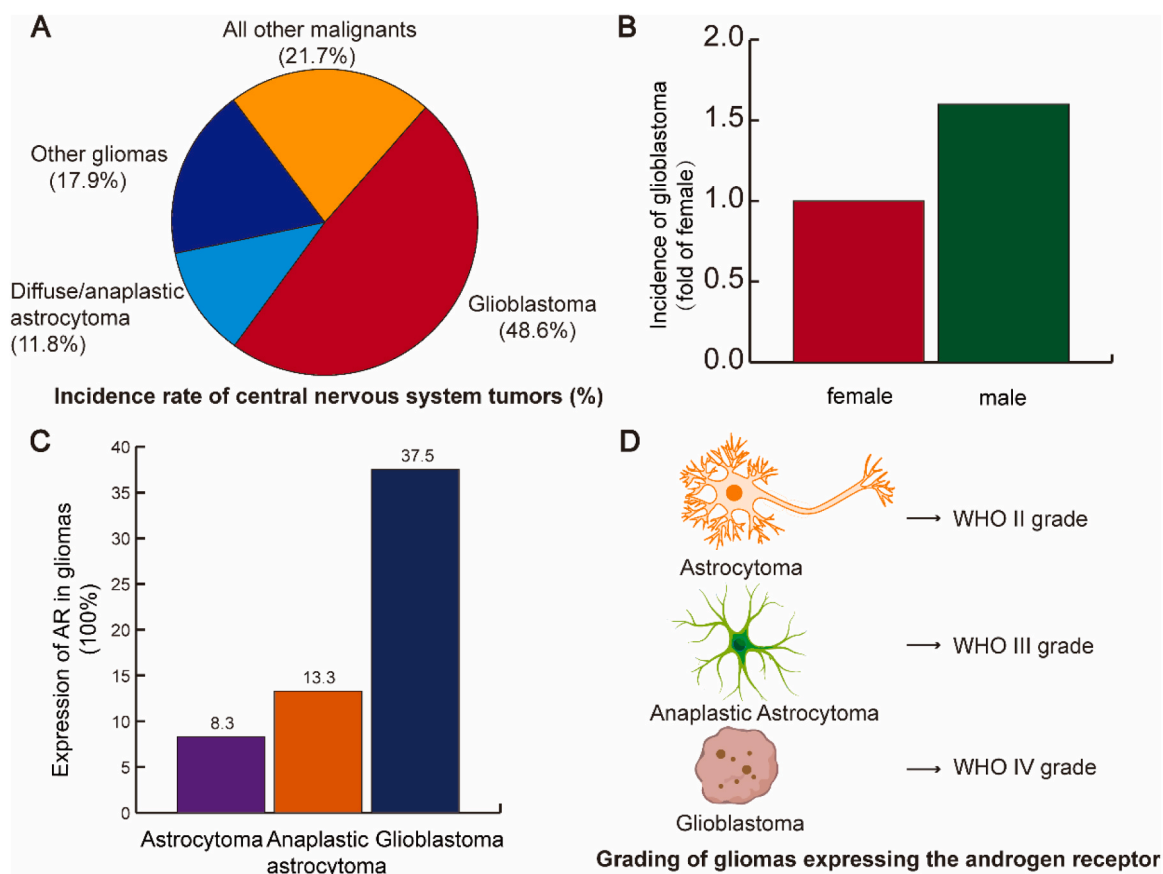 A
All other malignants
(21.7%)
Other gliomas
(17.9%)
Diffuse/anaplastic
astrocytoma
(11.8%)
Glioblastoma
(48.6%)
Incidence rate of central nervous system tumors (%)
B
Incidence of glioblastoma
(fold of female)
2.0
1.5
1.0
0.5
0.0
female
male
C
Expression of AR in gliomas
(100%)
40
35
30
25
20
15
10
5
0
8.3
13.3
37.5
Astrocytoma
Anaplastic
astrocytoma
Glioblastoma
D
Astrocytoma
→ WHO II grade
Anaplastic Astrocytoma
→ WHO III grade
Glioblastoma
→ WHO IV grade
Grading of gliomas expressing the androgen receptor